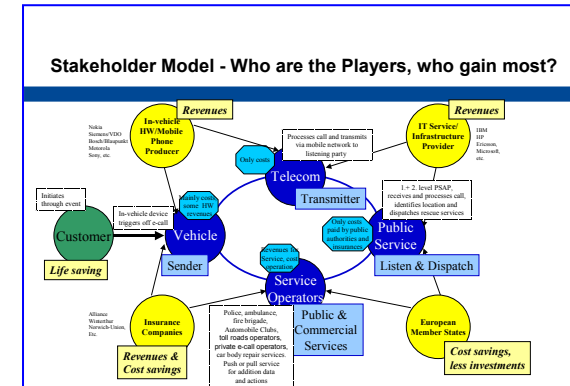 Stakeholder Model - Who are the Players, who gain most?
Revenues
Nokia
Siemens/VDO
Bosch/Blaupunkt
Motorola
Sony, etc.
In-vehicle
HW/Mobile
Phone
Producer
Processes call and transmits
via mobile network to
listening party
Revenues
IT Service/
Infrastructure
Provider
IBM
HP
Ericson,
Microsoft,
etc.
Only costs
Telecom
Transmitter
1.+ 2. level PSAP,
receives and processes call,
identifies location and
dispatches rescue services
Initiates
through event
In-vehicle device
triggers off e-call
Mainly costs
some HW
revenues
Customer
Vehicle
Sender
Life saving
Only costs
paid by public
authorities and
insurances
Public
Service
Listen & Dispatch
Revenues for
Service, cost
operation
Service
Operators
Public &
Commercial
Services
Alliance
Winterthur
Norwich-Union,
Etc.
Insurance
Companies
Revenues &
Cost savings
Police, ambulance,
fire brigade,
Automobile Clubs,
toll roads operators,
private e-call operators,
car body repair services.
Push or pull service
for addition data
and actions
European
Member States
Cost savings,
less investments